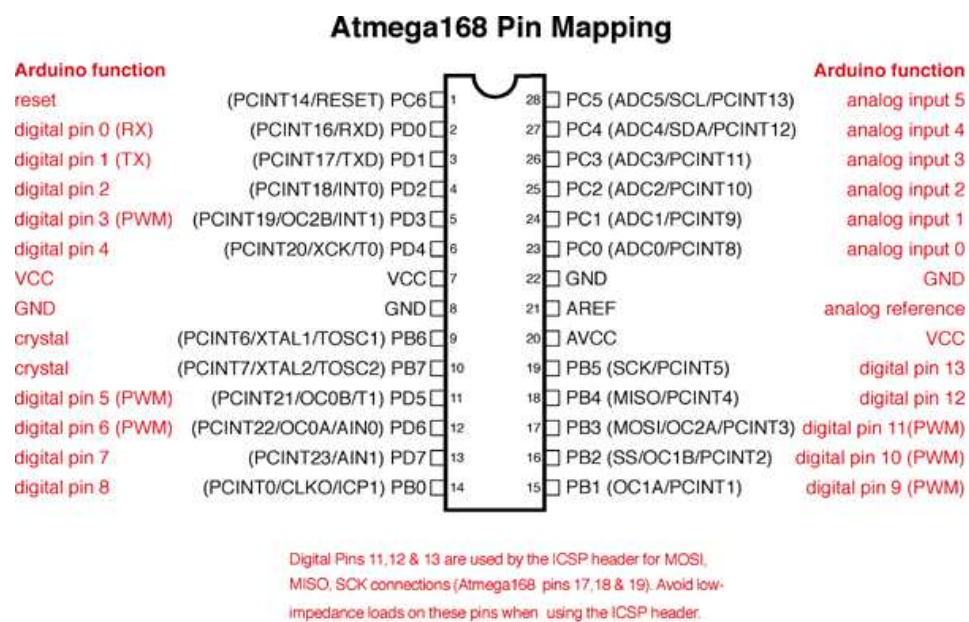 Atmega168 Pin Mapping
Arduino function Arduino function
reset (PCINT14/RESET) PC6 1 28 PC5 (ADC5/SCL/PCINT13) analog input 5
digital pin 0 (RX) (PCINT16/RXD) PD0 2 27 PC4 (ADC4/SDA/PCINT12) analog input 4
digital pin 1 (TX) (PCINT17/TXD) PD1 3 26 PC3 (ADC3/PCINT11) analog input 3
digital pin 2 (PCINT18/INT0) PD2 4 25 PC2 (ADC2/PCINT10) analog input 2
digital pin 3 (PWM) (PCINT19/OC2B/INT1) PD3 5 24 PC1 (ADC1/PCINT9) analog input 1
digital pin 4 (PCINT20/XCK/T0) PD4 6 23 PC0 (ADC0/PCINT8) analog input 0
VCC VCC 7 22 GND GND
GND GND 8 21 AREF analog reference
crystal (PCINT6/XTAL1/TOSC1) PB6 9 20 AVCC VCC
crystal (PCINT7/XTAL2/TOSC2) PB7 10 19 PB5 (SCK/PCINT5) digital pin 13
digital pin 5 (PWM) (PCINT21/OC0B/T1) PD5 11 18 PB4 (MISO/PCINT4) digital pin 12
digital pin 6 (PWM) (PCINT22/OC0A/AIN0) PD6 12 17 PB3 (MOSI/OC2A/PCINT3) digital pin 11(PWM)
digital pin 7 (PCINT23/AIN1) PD7 13 16 PB2 (SS/OC1B/PCINT2) digital pin 10 (PWM)
digital pin 8 (PCINT0/CLKO/ICP1) PB0 14 15 PB1 (OC1A/PCINT1) digital pin 9 (PWM)
Digital Pins 11,12 & 13 are used by the ICSP header for MOSI,
MISO, SCK connections (Atmega168 pins 17,18 & 19). Avoid low-
impedance loads on these pins when using the ICSP header.